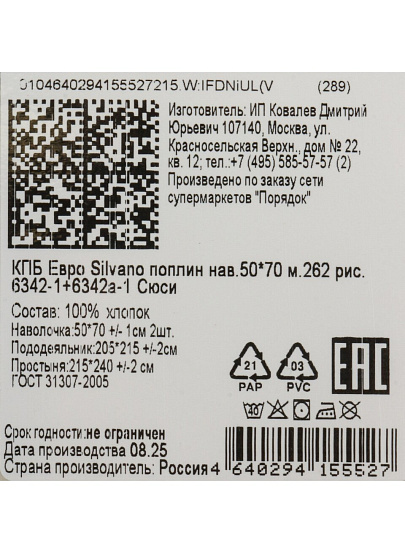 0104640294155527215.W:IFDNiUL(V (289)
Изготовитель: ИП Ковалев Дмитрий
Юрьевич 107140, Москва, ул.
Красносельская Верхн., дом № 22,
кв. 12; тел.:+7 (495) 585-57-57 (2)
Произведено по заказу сети
супермаркетов "Порядок"
КПБ Евро Silvano поплин нав.50*70 м.262 рис.
6342-1+6342а-1 Сюси
Состав: 100% хлопок
Наволочка:50*70 +/- 1см 2шт.
Пододеяльник:205*215 +/-2см
Простыня:215*240 +/-2 см
ГОСТ 31307-2005
21
PAP
03
PVC
EAC
40
Срок годности:не ограничен
Дата производства 08.25
Страна производитель: Россия
4 640294 155527